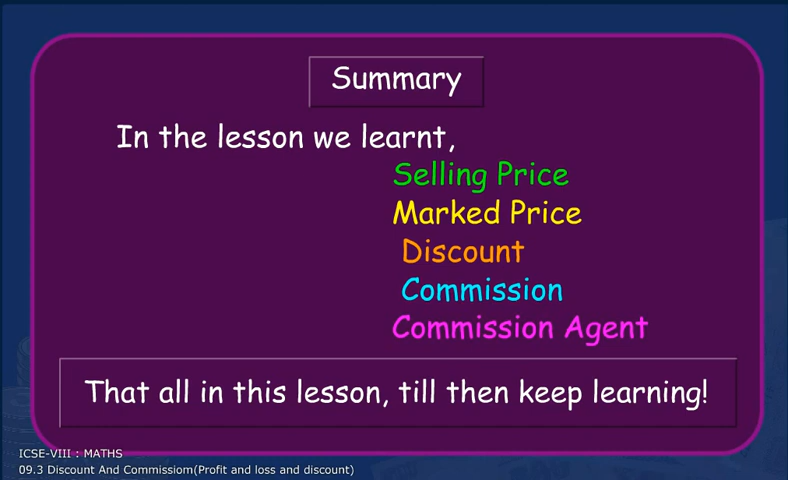 Summary
In the lesson we learnt,
Selling Price
Marked Price
Discount
Commission
Commission Agent
That all in this lesson, till then keep learning!
ICSE-VIII : MATHS
09.3 Discount And Commissiom(Profit and loss and discount)